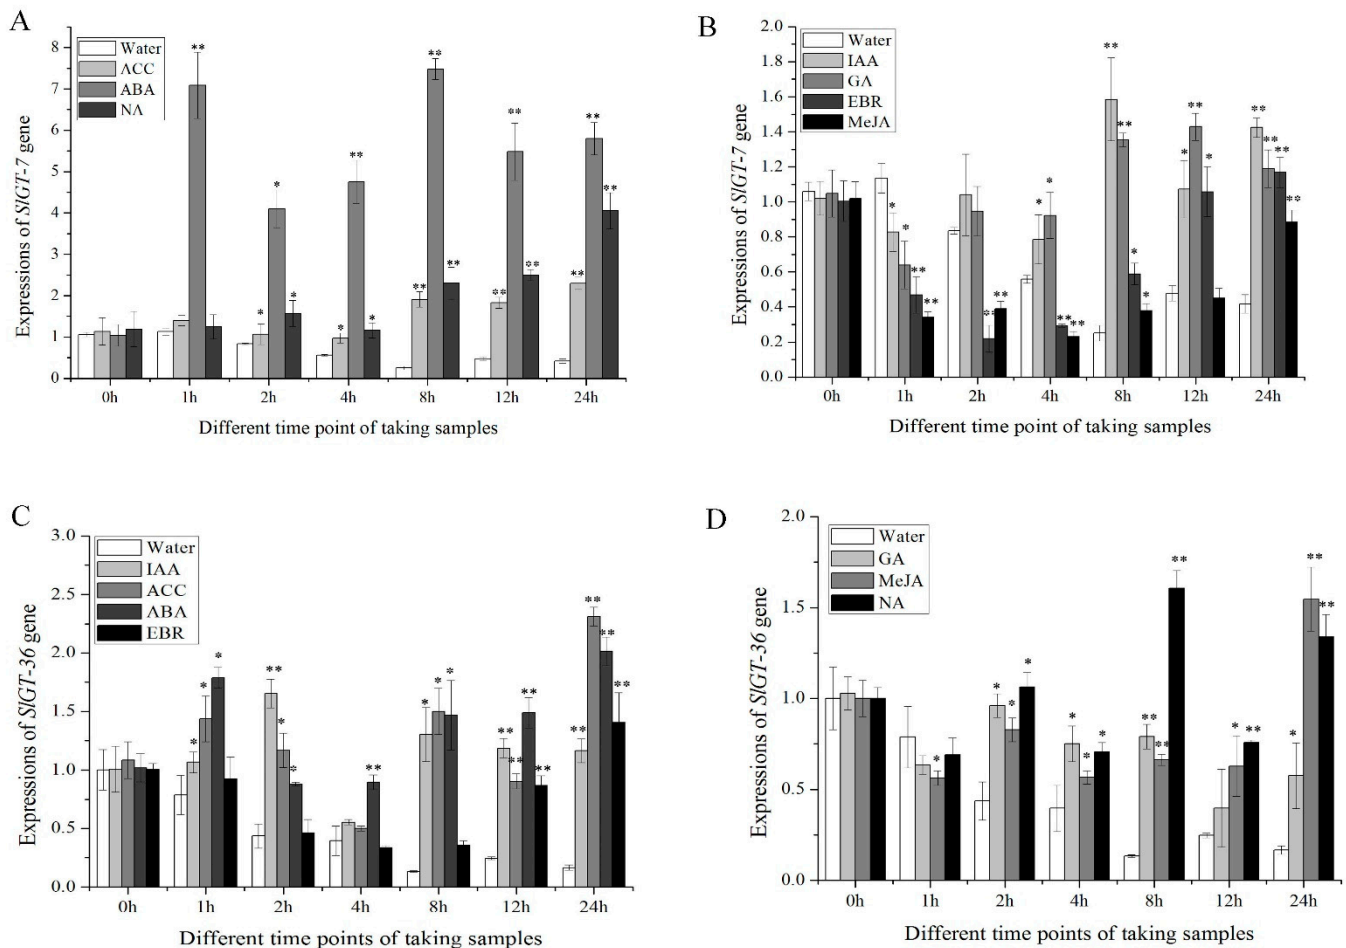 A
Expressions of SlGT-7 gene
8
7
6
5
4
3
2
1
0
Water
ACC
ABA
NA
0h 1h 2h 4h 8h 12h 24h
Different time point of taking samples
B
Expressions of SlGT-7 gene
2.0
1.8
1.6
1.4
1.2
1.0
0.8
0.6
0.4
0.2
0.0
Water
IAA
GA
EBR
MeJA
** ** ** * * * ** * ** ** ** **
0h 1h 2h 4h 8h 12h 24h
Different time point of taking samples
C
Expressions of SlGT-36 gene
3.0
2.5
2.0
1.5
1.0
0.5
0.0
Water
IAA
ACC
ABA
EBR
0h 1h 2h 4h 8h 12h 24h
Different time points of taking samples
D
Expressions of SlGT-36 gene
2.0
1.5
1.0
0.5
0.0
Water
GA
MeJA
NA
0h 1h 2h 4h 8h 12h 24h
Different time points of taking samples